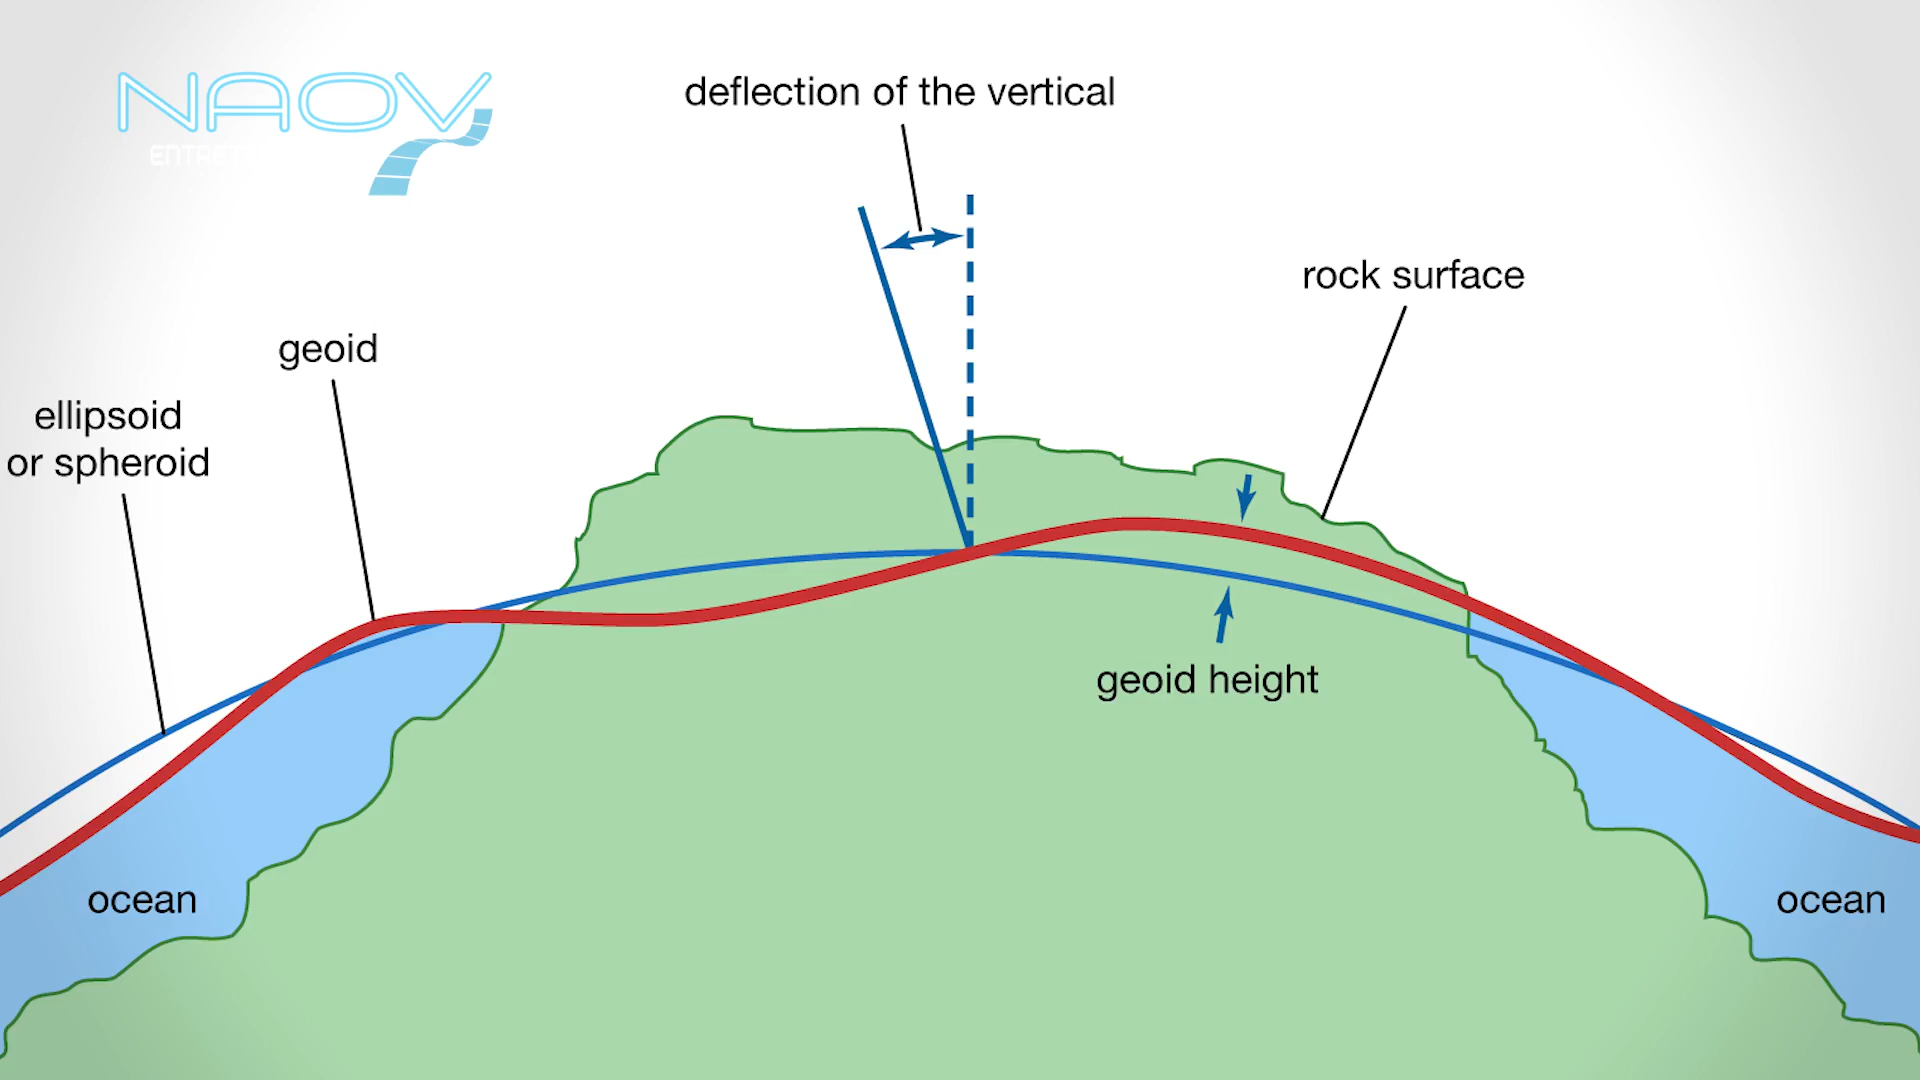 NAOV
deflection of the vertical
rock surface
geoid
ellipsoid
or spheroid
geoid height
ocean
ocean